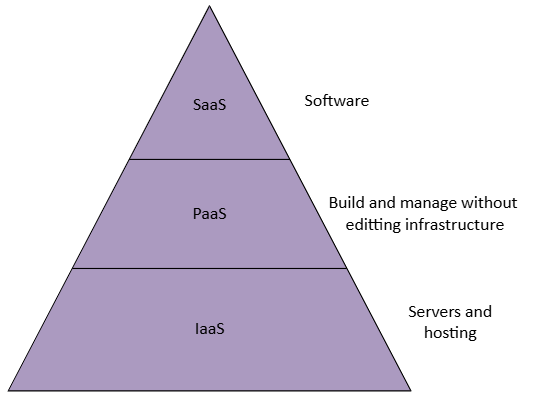 SaaS
Software
PaaS
Build and manage without
editting infrastructure
IaaS
Servers and
hosting